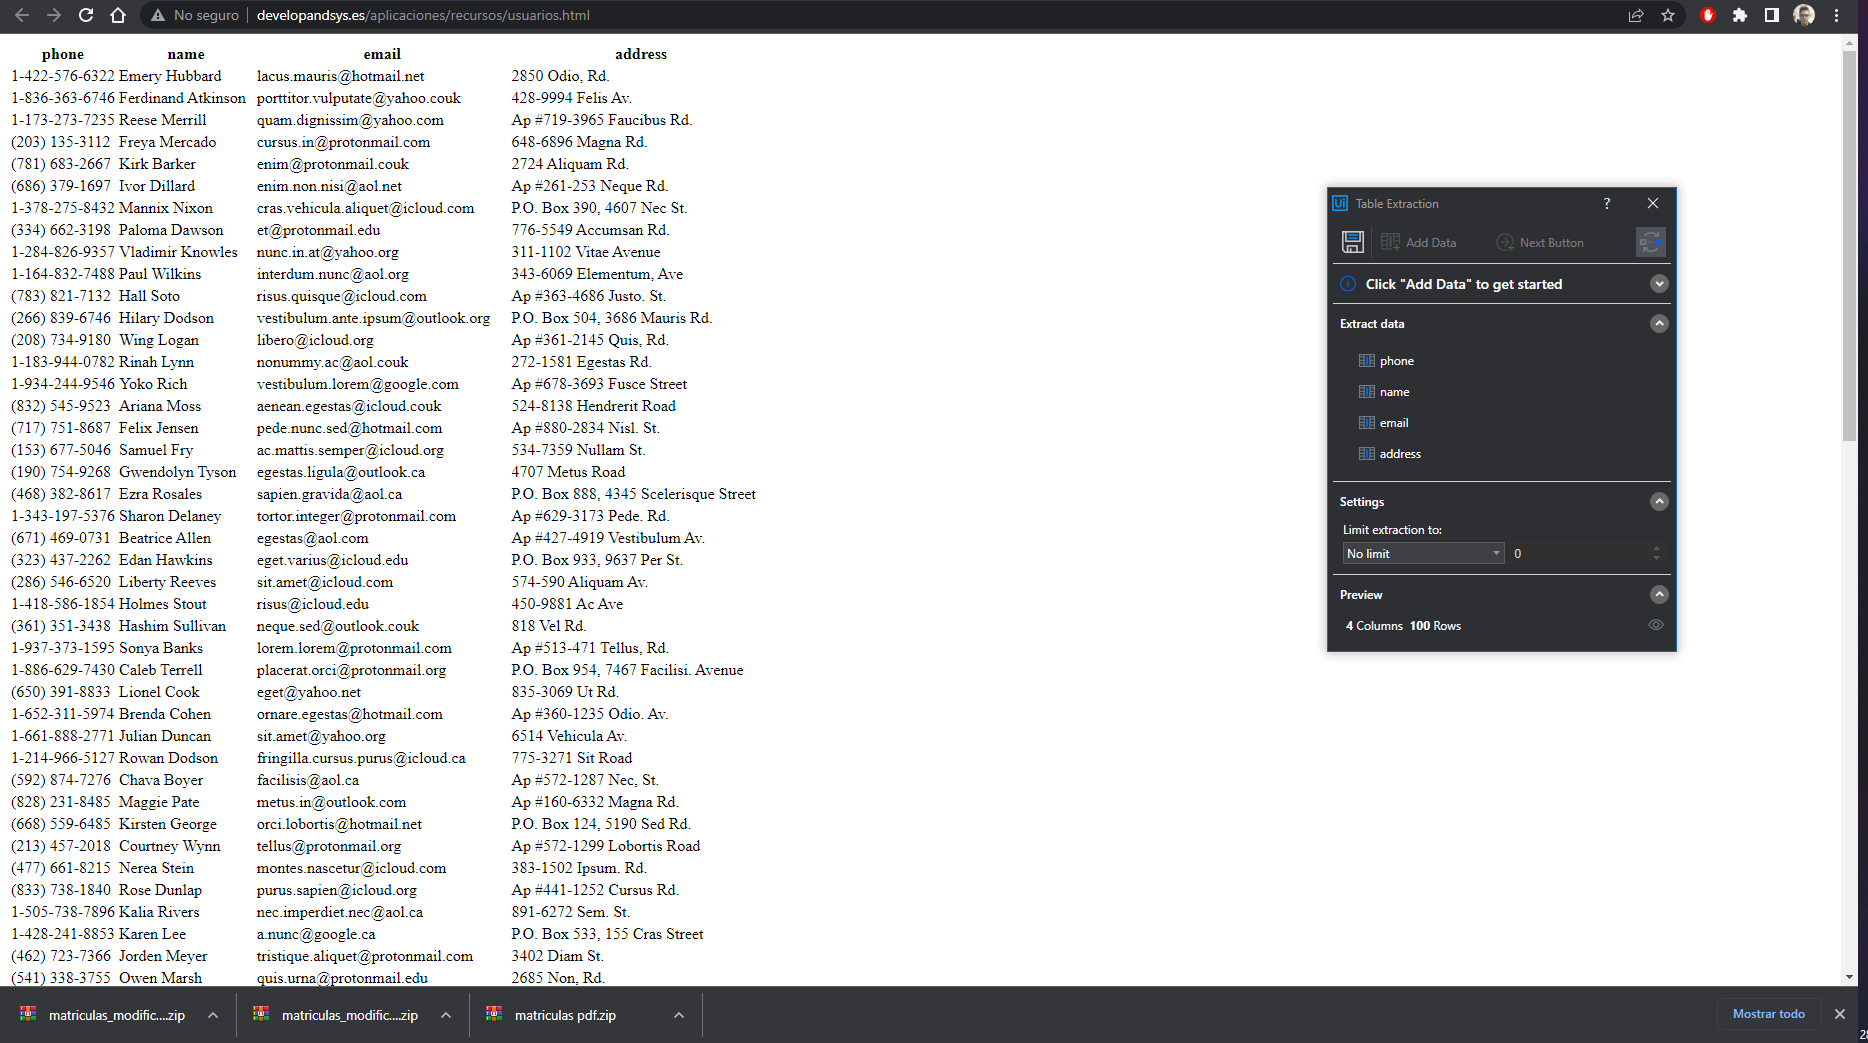 No seguro developandsys.es/aplicaciones/recursos/usuarios.html
phone name email address
1-422-576-6322 Emery Hubbard lacus.mauris@hotmail.net 2850 Odio, Rd.
1-836-363-6746 Ferdinand Atkinson porttitor.vulputate@yahoo.couk 428-9994 Felis Av.
1-173-273-7235 Reese Merrill quam.dignissim@yahoo.com Ap #719-3965 Faucibus Rd.
(203) 135-3112 Freya Mercado cursus.in@protonmail.com 648-6896 Magna Rd.
(781) 683-2667 Kirk Barker enim@protonmail.couk 2724 Aliquam Rd.
(686) 379-1697 Ivor Dillard enim.non.nisi@aol.net Ap #261-253 Neque Rd.
1-378-275-8432 Mannix Nixon cras.vehicula.aliquet@icloud.com P.O. Box 390, 4607 Nec St.
(334) 662-3198 Paloma Dawson et@protonmail.edu 776-5549 Accumsan Rd.
1-284-826-9357 Vladimir Knowles nunc.in.at@yahoo.org 311-1102 Vitae Avenue
1-164-832-7488 Paul Wilkins interdum.nunc@aol.org 343-6069 Elementum, Ave
(783) 821-7132 Hall Soto risus.quisque@icloud.com Ap #363-4686 Justo. St.
(266) 839-6746 Hilary Dodson vestibulum.ante.ipsum@outlook.org P.O. Box 504, 3686 Mauris Rd.
(208) 734-9180 Wing Logan libero@icloud.org Ap #361-2145 Quis, Rd.
1-183-944-0782 Rinah Lynn nonummy.ac@aol.couk 272-1581 Egestas Rd.
1-934-244-9546 Yoko Rich vestibulum.lorem@google.com Ap #678-3693 Fusce Street
(832) 545-9523 Ariana Moss aenean.egestas@icloud.couk 524-8138 Hendrerit Road
(717) 751-8687 Felix Jensen pede.nunc.sed@hotmail.com Ap #880-2834 Nisl. St.
(153) 677-5046 Samuel Fry ac.mattis.semper@icloud.org 534-7359 Nullam St.
(190) 754-9268 Gwendolyn Tyson egestas.ligula@outlook.ca 4707 Metus Road
(468) 382-8617 Ezra Rosales sapien.gravida@aol.ca P.O. Box 888, 4345 Scelerisque Street
1-343-197-5376 Sharon Delaney tortor.integer@protonmail.com Ap #629-3173 Pede. Rd.
(671) 469-0731 Beatrice Allen egestas@aol.com Ap #427-4919 Vestibulum Av.
(323) 437-2262 Edan Hawkins eget.varius@icloud.edu P.O. Box 933, 9637 Per St.
(286) 546-6520 Liberty Reeves sit.amet@icloud.com 574-590 Aliquam Av.
1-418-586-1854 Holmes Stout risus@icloud.edu 450-9881 Ac Ave
(361) 351-3438 Hashim Sullivan neque.sed@outlook.couk 818 Vel Rd.
1-937-373-1595 Sonya Banks lorem.lorem@protonmail.com Ap #513-471 Tellus, Rd.
1-886-629-7430 Caleb Terrell placerat.orci@protonmail.org P.O. Box 954, 7467 Facilisi. Avenue
(650) 391-8833 Lionel Cook eget@yahoo.net 835-3069 Ut Rd.
1-652-311-5974 Brenda Cohen ornare.egestas@hotmail.com Ap #360-1235 Odio. Av.
1-661-888-2771 Julian Duncan sit.amet@yahoo.org 6514 Vehicula Av.
1-214-966-5127 Rowan Dodson fringilla.cursus.purus@icloud.ca 775-3271 Sit Road
(592) 874-7276 Chava Boyer facilisis@aol.ca Ap #572-1287 Nec, St.
(828) 231-8485 Maggie Pate metus.in@outlook.com Ap #160-6332 Magna Rd.
(668) 559-6485 Kirsten George orci.lobortis@hotmail.net P.O. Box 124, 5190 Sed Rd.
(213) 457-2018 Courtney Wynn tellus@protonmail.org Ap #572-1299 Lobortis Road
(477) 661-8215 Nerea Stein montes.nascetur@icloud.com 383-1502 Ipsum. Rd.
(833) 738-1840 Rose Dunlap purus.sapien@icloud.org Ap #441-1252 Cursus Rd.
1-505-738-7896 Kalia Rivers nec.imperdiet.nec@aol.ca 891-6272 Sem. St.
1-428-241-8853 Karen Lee a.nunc@google.ca P.O. Box 533, 155 Cras Street
(462) 723-7366 Jorden Meyer tristique.aliquet@protonmail.com 3402 Diam St.
(541) 338-3755 Owen Marsh quis.urna@protonmail.edu 2685 Non, Rd.
Ui Table Extraction ?
Add Data Next Button
Click "Add Data" to get started
Extract data
phone
name
email
address
Settings
Limit extraction to:
No limit 0
Preview
4 Columns 100 Rows
matriculas_modific....zip matriculas_modific....zip matriculas pdf.zip Mostrar todo